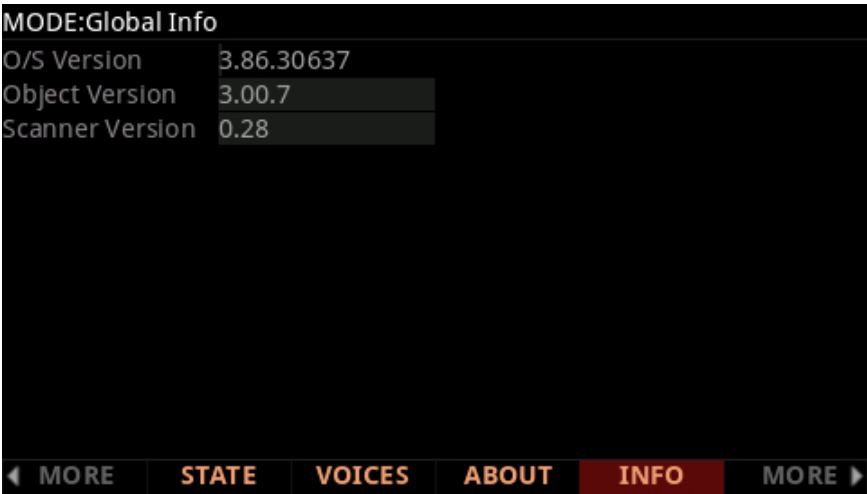 MODE:Global Info
O/S Version 3.86.30637
Object Version 3.00.7
Scanner Version 0.28
MORE STATE VOICES ABOUT INFO MORE